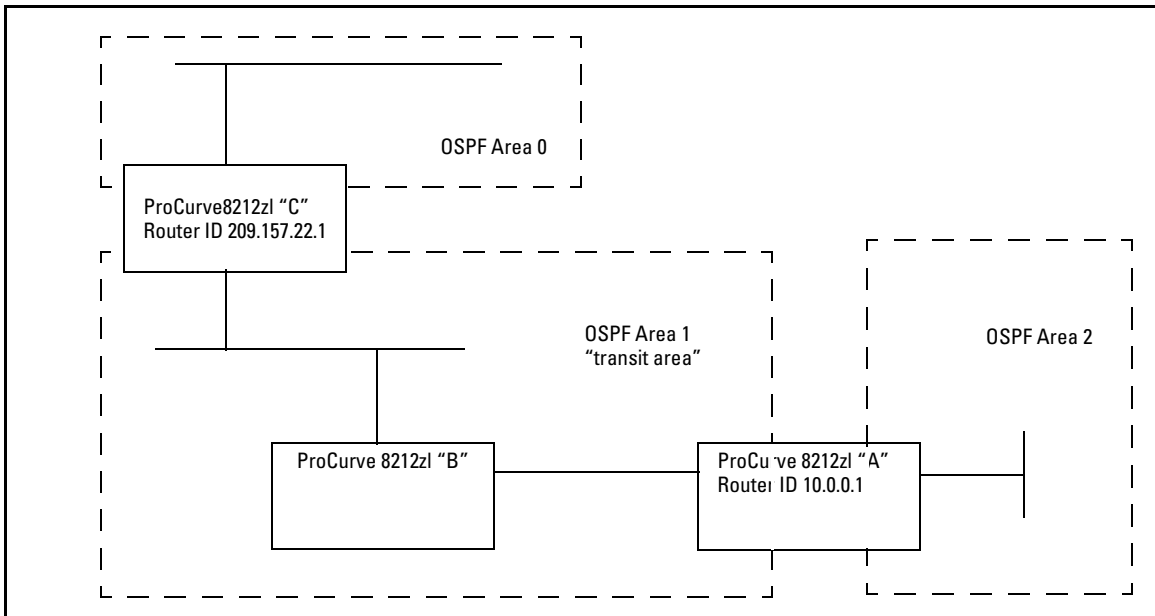 OSPF Area 0
ProCurve8212zl “C”
Router ID 209.157.22.1
OSPF Area 1
“transit area”
OSPF Area 2
ProCurve 8212zl “B”
ProCurve 8212zl “A”
Router ID 10.0.0.1